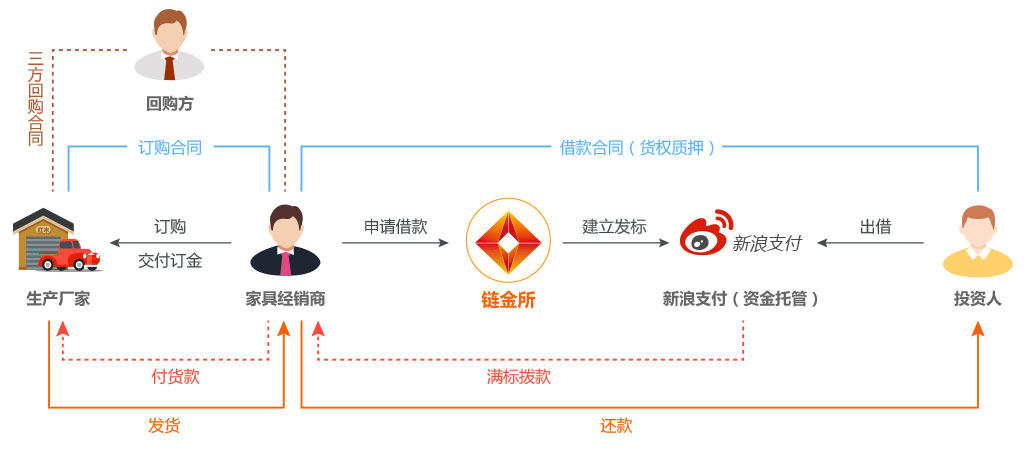 三方回购合同
回购方
订购合同
借款合同（货权质押）
订购
交付订金
申请借款
建立发标
新浪支付
出借
生产厂家
家具经销商
链金所
新浪支付（资金托管）
投资人
付货款
满标拨款
发货
还款